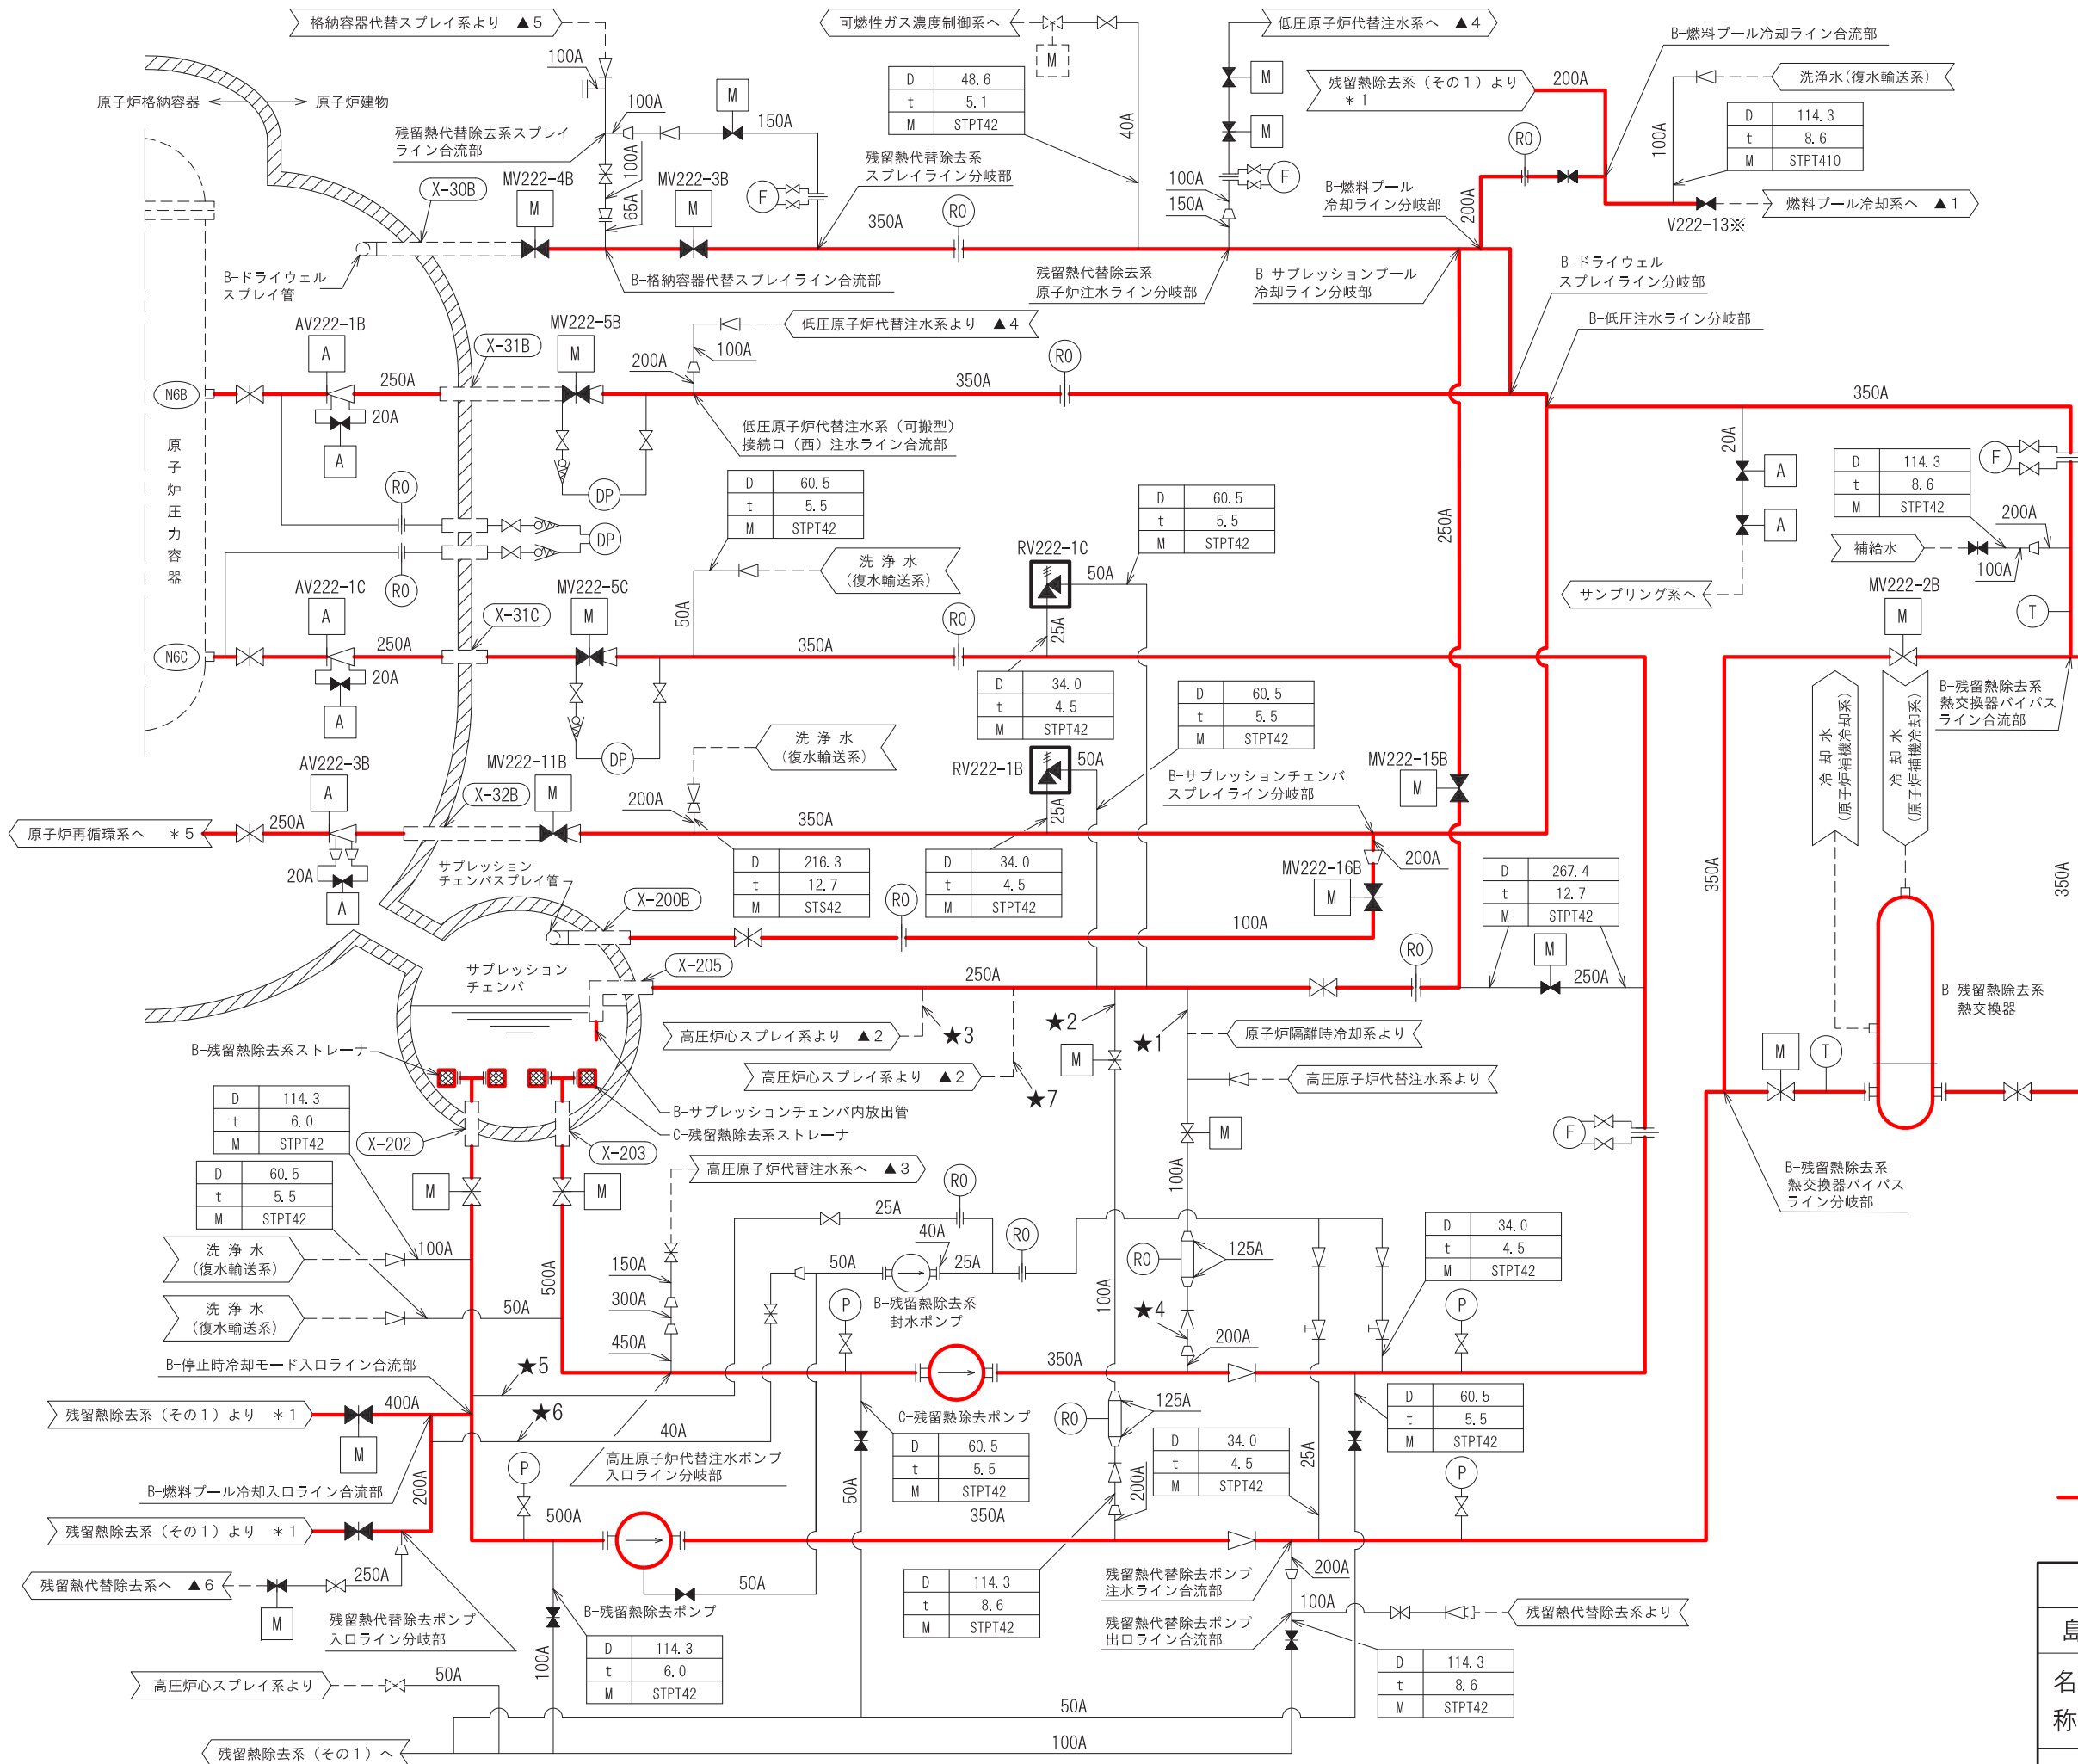 格納容器代替スプレイ系より ▲5
可燃性ガス濃度制御系へ
低圧原子炉代替注水系へ ▲4
B-燃料プール冷却ライン合流部
100A
M
D 48.6
t 5.1
M STPT42
M
残留熱除去系(その1)より
*1
200A
洗浄水(復水輸送系)
原子炉格納容器
原子炉建物
100A
M
150A
40A
M
RO
100A
D 114.3
t 8.6
M STPT410
残留熱代替除去系スプレイ
ライン合流部
100A
残留熱代替除去系
スプレイライン分岐部
100A
F
150A
B-燃料プール
冷却ライン分岐部
200A
燃料プール冷却系へ ▲1
V222-13※
X-30B
MV222-4B
M
65A
MV222-3B
M
F
350A
RO
B-ドライウェル
スプレイ管
B-格納容器代替スプレイライン合流部
残留熱代替除去系
原子炉注水ライン分岐部
B-サプレッションプール
冷却ライン分岐部
B-ドライウェル
スプレイライン分岐部
B-低圧注水ライン分岐部
AV222-1B
A
X-31B
MV222-5B
M
低圧原子炉代替注水系より ▲4
100A
200A
RO
N6B
250A
350A
350A
20A
A
低圧原子炉代替注水系(可搬型)
接続口(西)注水ライン合流部
原子炉圧力容器
RO
DP
D 60.5
t 5.5
M STPT42
D 60.5
t 5.5
M STPT42
250A
20A
A
A
F
D 114.3
t 8.6
M STPT42
200A
補給水
100A
DP
RO
洗浄水
(復水輸送系)
RV222-1C
50A
サンプリング系へ
MV222-2B
M
T
AV222-1C
A
X-31C
MV222-5C
M
50A
RO
25A
N6C
250A
350A
20A
A
D 34.0
t 4.5
M STPT42
D 60.5
t 5.5
M STPT42
冷却水
(原子炉補機冷却系)
冷却水
(原子炉補機冷却系)
B-残留熱除去系
熱交換器バイパス
ライン合流部
洗浄水
(復水輸送系)
DP
RV222-1B
50A
25A
AV222-3B
A
MV222-11B
M
X-32B
B-サプレッションチェンバ
スプレイライン分岐部
MV222-15B
M
原子炉再循環系へ *5
250A
200A
350A
20A
A
サプレッション
チェンバスプレイ管
D 216.3
t 12.7
M STS42
D 34.0
t 4.5
M STPT42
MV222-16B
M
200A
D 267.4
t 12.7
M STPT42
350A
350A
X-200B
RO
100A
サプレッション
チェンバ
X-205
250A
RO
M
250A
B-残留熱除去系
熱交換器
高圧炉心スプレイ系より ▲2
★3
★2
★1
原子炉隔離時冷却系より
B-残留熱除去系ストレーナ
高圧炉心スプレイ系より ▲2
★7
M
高圧原子炉代替注水系より
M
T
D 114.3
t 6.0
M STPT42
B-サプレッションチェンバ内放出管
C-残留熱除去系ストレーナ
X-202
X-203
M
F
D 60.5
t 5.5
M STPT42
M
M
高圧原子炉代替注水系へ ▲3
RO
100A
B-残留熱除去系
熱交換器バイパス
ライン分岐部
25A
40A
RO
D 34.0
t 4.5
M STPT42
洗浄水
(復水輸送系)
100A
500A
150A
50A
25A
RO
125A
洗浄水
(復水輸送系)
50A
300A
B-残留熱除去系
封水ポンプ
P
100A
★4
P
450A
200A
B-停止時冷却モード入口ライン合流部
★5
350A
残留熱除去系(その1)より *1
400A
★6
C-残留熱除去ポンプ
RO
125A
D 60.5
t 5.5
M STPT42
M
40A
D 60.5
t 5.5
M STPT42
D 34.0
t 4.5
M STPT42
25A
高圧原子炉代替注水ポンプ
入口ライン分岐部
P
50A
200A
P
B-燃料プール冷却入口ライン合流部
200A
残留熱除去系(その1)より *1
500A
350A
残留熱代替除去系へ ▲6
250A
50A
残留熱代替除去ポンプ
注水ライン合流部
200A
M
残留熱代替除去ポンプ
入口ライン分岐部
B-残留熱除去ポンプ
D 114.3
t 8.6
M STPT42
100A
残留熱代替除去系より
残留熱代替除去ポンプ
出口ライン合流部
100A
D 114.3
t 6.0
M STPT42
D 114.3
t 8.6
M STPT42
高圧炉心スプレイ系より
50A
50A
残留熱除去系(その1)へ
100A
島
名
称